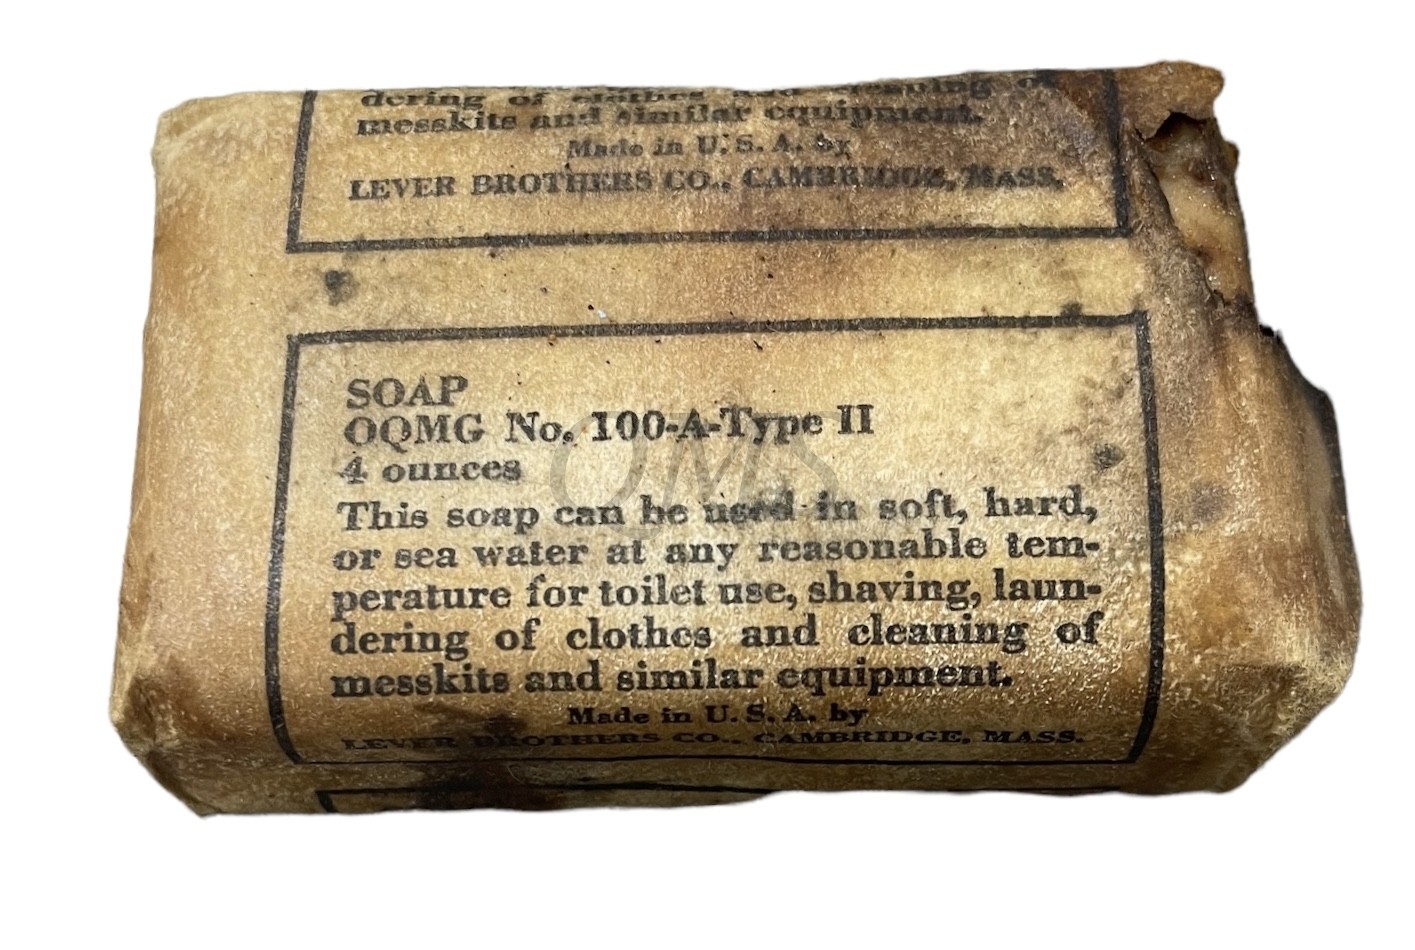 dering of clothes and cleaning of
messkits and similar equipment.
Made in U. S. A. by
LEVER BROTHERS CO., CAMBRIDGE, MASS.
SOAP
OQMG No. 100-A-Type II
4 ounces
QMS
This soap can be used in soft, hard,
or sea water at any reasonable tem-
perature for toilet use, shaving, laun-
dering of clothes and cleaning of
messkits and similar equipment.
Made in U. S. A. by
LEVER BROTHERS CO., CAMBRIDGE, MASS.